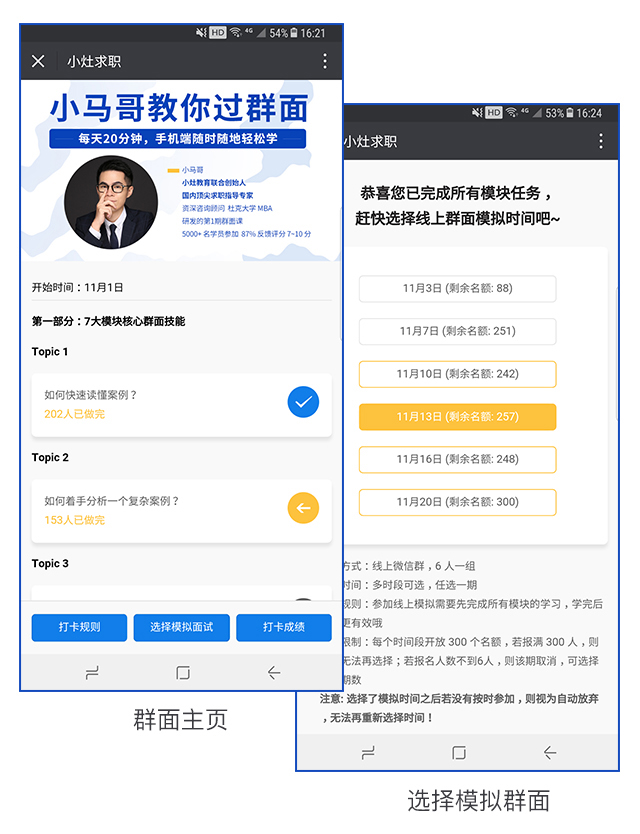 HD 4G 54% 16:21
小灶求职
小马哥教你过群面
每天20分钟，手机端随时随地轻松学
小马哥
小灶教育联合创始人
国内顶尖求职指导专家
资深咨询顾问 杜克大学 MBA
研发的第1期群面课
5000+ 名学员参加 87% 反馈评分 7-10 分
开始时间：11月1日
第一部分：7大模块核心群面技能
Topic 1
如何快速读懂案例？
202人已做完
Topic 2
如何着手分析一个复杂案例？
153人已做完
Topic 3
打卡规则
选择模拟面试
打卡成绩
群面主页
HD 4G 53% 16:24
小灶求职
恭喜您已完成所有模块任务，
赶快选择线上群面模拟时间吧~
11月3日 (剩余名额: 88)
11月7日 (剩余名额: 251)
11月10日 (剩余名额: 242)
11月13日 (剩余名额: 257)
11月16日 (剩余名额: 248)
11月20日 (剩余名额: 300)
方式：线上微信群，6 人一组
时间：多时段可选，任选一期
规则：参加线上模拟需要先完成所有模块的学习，学完后
更有效哦
限制：每个时间段开放 300 个名额，若报满 300 人，则
无法再选择；若报名人数不到6人，则该期取消，可选择
期数
注意: 选择了模拟时间之后若没有按时参加，则视为自动放弃
，无法再重新选择时间！
选择模拟群面